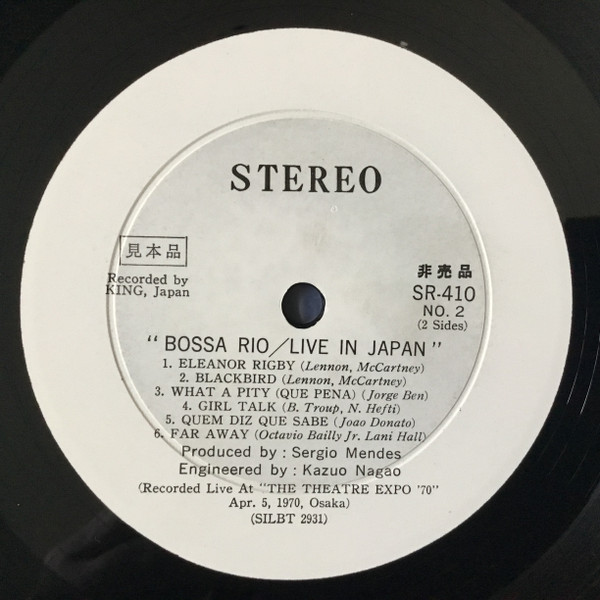 STEREO
見本品
Recorded by
KING, Japan
非売品
SR-410
NO. 2
(2 Sides)
"BOSSA RIO/LIVE IN JAPAN"
1. ELEANOR RIGBY (Lennon, McCartney)
2. BLACKBIRD (Lennon, McCartney)
3. WHAT A PITY (QUE PENA) (Jorge Ben)
4. GIRL TALK (B. Troup, N. Hefti)
5. QUEM DIZ QUE SABE (Joao Donato)
6. FAR AWAY (Octavio Bailly Jr. Lani Hall)
Produced by : Sergio Mendes
Engineered by : Kazuo Nagao
(Recorded Live At "THE THEATRE EXPO '70"
Apr. 5, 1970, Osaka)
(SILBT 2931)